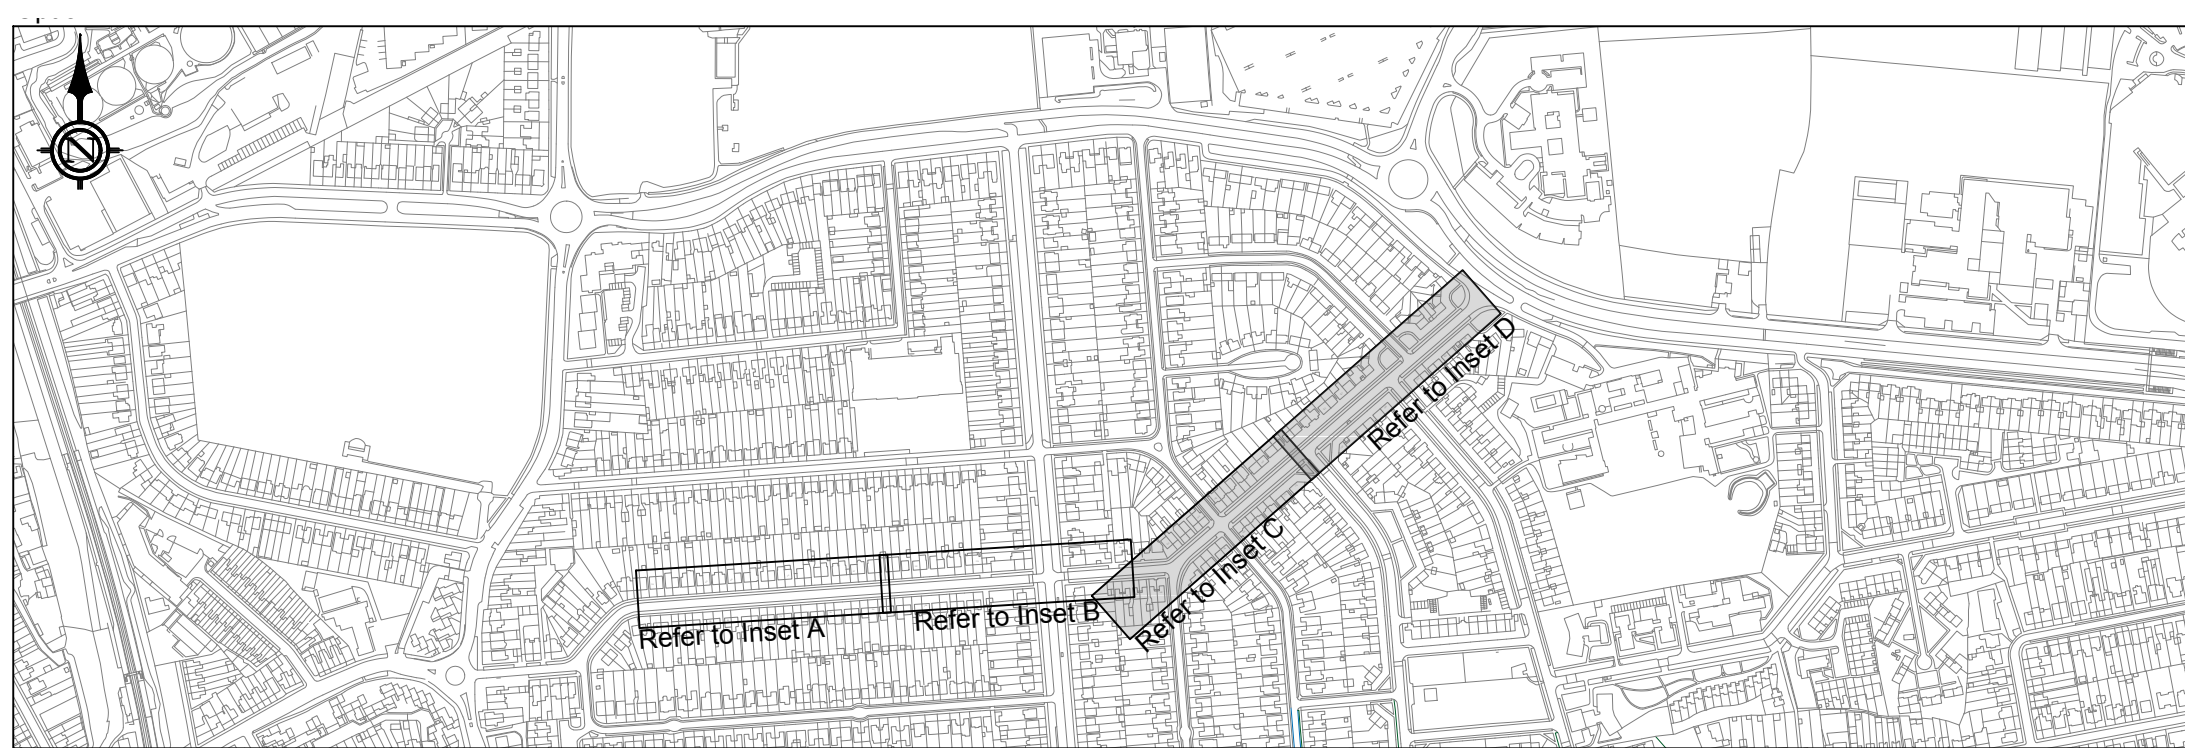 N
Refer to Inset D
Refer to Inset C
Refer to Inset B
Refer to Inset A